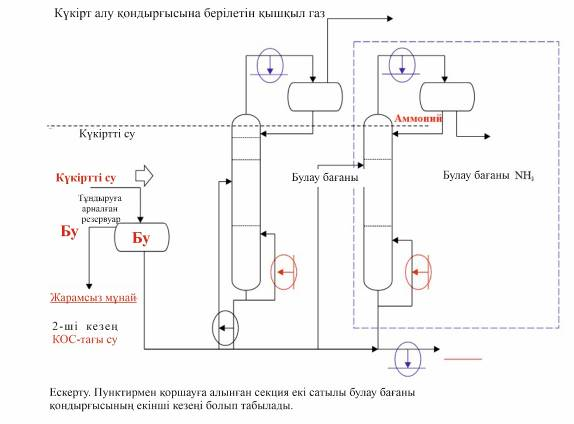 Күкірт алу қондырғысына берілетін қышқыл газ
Аммоний
Күкіртті су
Күкіртті су
Булау бағаны
Булау бағаны NH₃
Тұндыруға
арналған
резервуар
Бу
Бу
Жарамсыз мұнай
2-ші кезең
КОС-тағы су
Ескерту. Пунктирмен қоршауға алынған секция екі сатылы булау бағаны
қондырғысының екінші кезеңі болып табылады.